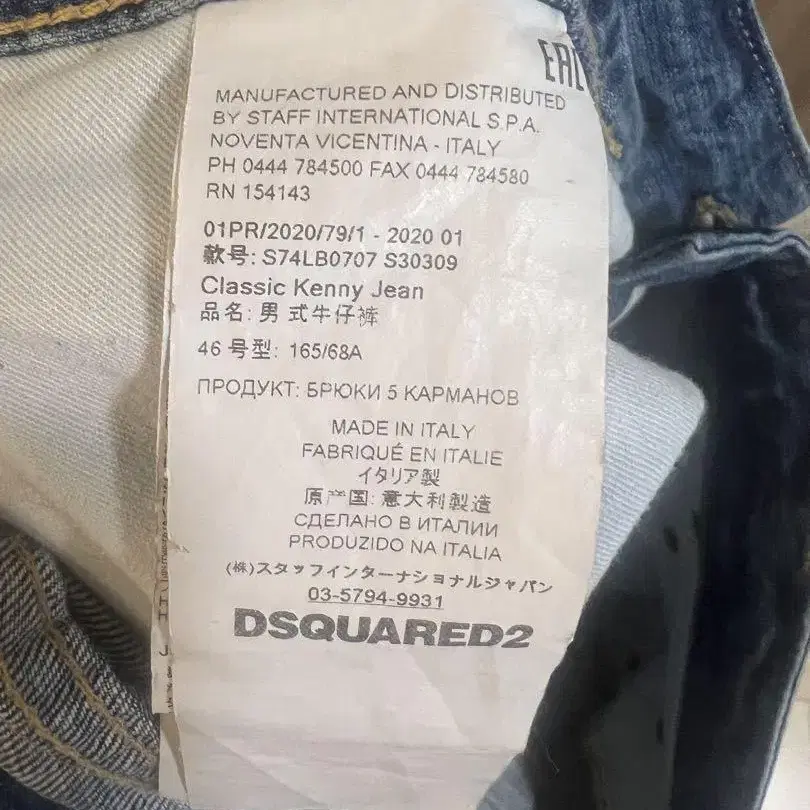 EAC
MANUFACTURED AND DISTRIBUTED
BY STAFF INTERNATIONAL S.P.A.
NOVENTA VICENTINA - ITALY
PH 0444 784500 FAX 0444 784580
RN 154143
01PR/2020/79/1 - 2020 01
款号: S74LB0707 S30309
Classic Kenny Jean
品名: 男 式牛仔裤
46 号型: 165/68A
ПРОДУКТ: БРЮКИ 5 КАРМАНОВ
MADE IN ITALY
FABRIQUÉ EN ITALIE
イタリア製
原产国: 意大利製造
СДЕЛАНО В ИТАЛИИ
PRODUZIDO NA ITALIA
(株)スタッフインターナショナルジャパン
03-5794-9931
DSQUARED2